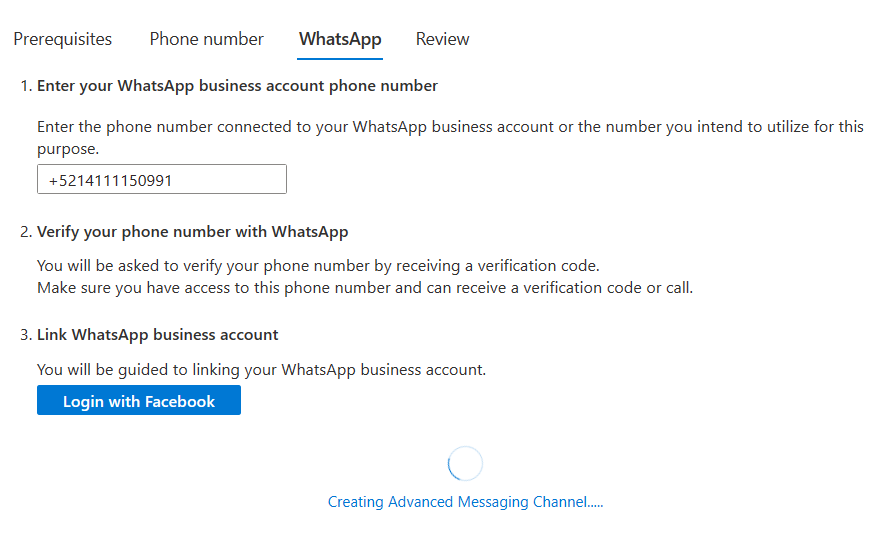 Prerequisites Phone number WhatsApp Review
1. Enter your WhatsApp business account phone number
Enter the phone number connected to your WhatsApp business account or the number you intend to utilize for this
purpose.
+5214111150991
2. Verify your phone number with WhatsApp
You will be asked to verify your phone number by receiving a verification code.
Make sure you have access to this phone number and can receive a verification code or call.
3. Link WhatsApp business account
You will be guided to linking your WhatsApp business account.
Login with Facebook
Creating Advanced Messaging Channel.....